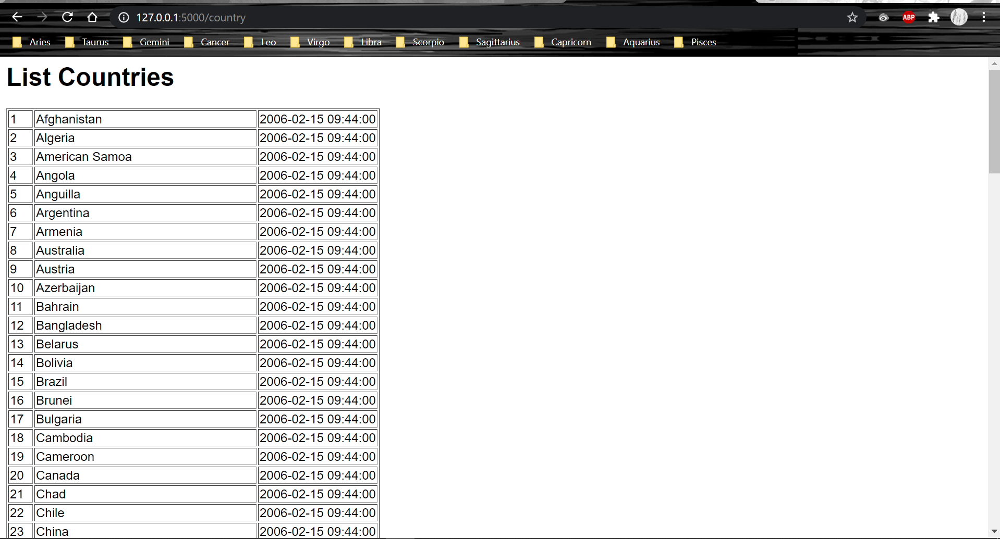 127.0.0.1:5000/country
ABP
Aries Taurus Gemini Cancer Leo Virgo Libra Scorpio Sagittarius Capricorn Aquarius Pisces
List Countries
1 Afghanistan 2006-02-15 09:44:00
2 Algeria 2006-02-15 09:44:00
3 American Samoa 2006-02-15 09:44:00
4 Angola 2006-02-15 09:44:00
5 Anguilla 2006-02-15 09:44:00
6 Argentina 2006-02-15 09:44:00
7 Armenia 2006-02-15 09:44:00
8 Australia 2006-02-15 09:44:00
9 Austria 2006-02-15 09:44:00
10 Azerbaijan 2006-02-15 09:44:00
11 Bahrain 2006-02-15 09:44:00
12 Bangladesh 2006-02-15 09:44:00
13 Belarus 2006-02-15 09:44:00
14 Bolivia 2006-02-15 09:44:00
15 Brazil 2006-02-15 09:44:00
16 Brunei 2006-02-15 09:44:00
17 Bulgaria 2006-02-15 09:44:00
18 Cambodia 2006-02-15 09:44:00
19 Cameroon 2006-02-15 09:44:00
20 Canada 2006-02-15 09:44:00
21 Chad 2006-02-15 09:44:00
22 Chile 2006-02-15 09:44:00
23 China 2006-02-15 09:44:00